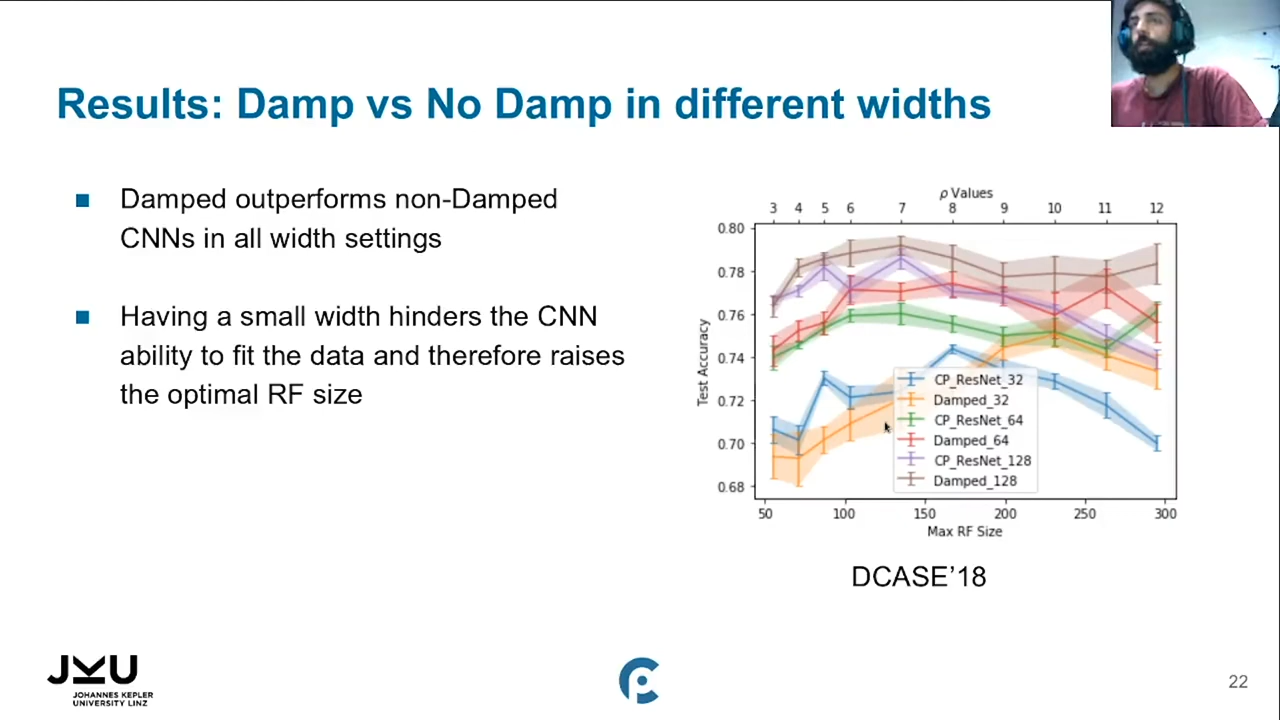 Results: Damp vs No Damp in different widths
Damped outperforms non-Damped
CNNs in all width settings
Having a small width hinders the CNN
ability to fit the data and therefore raises
the optimal RF size
ρ Values
3 4 5 6 7 8 9 10 11 12
0.80
0.78
0.76
0.74
0.72
0.70
0.68
Test Accuracy
CP_ResNet_32
Damped_32
CP_ResNet_64
Damped_64
CP_ResNet_128
Damped_128
50 100 150 200 250 300
Max RF Size
DCASE’18
JKU
JOHANNES KEPLER
UNIVERSITY LINZ
22